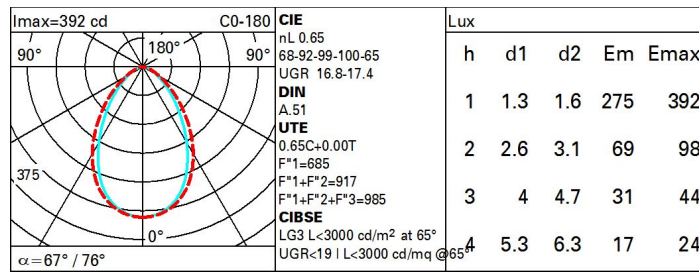 Imax=392 cd C0-180
90° 180° 90°
375
0°
α=67° / 76°
CIE
nL 0.65
68-92-99-100-65
UGR 16.8-17.4
DIN
A.51
UTE
0.65C+0.00T
F"1=685
F"1+F"2=917
F"1+F"2+F"3=985
CIBSE
LG3 L<3000 cd/m² at 65°
UGR<19 | L<3000 cd/mq @65°
Lux
h d1 d2 Em Emax
1 1.3 1.6 275 392
2 2.6 3.1 69 98
3 4 4.7 31 44
4 5.3 6.3 17 24